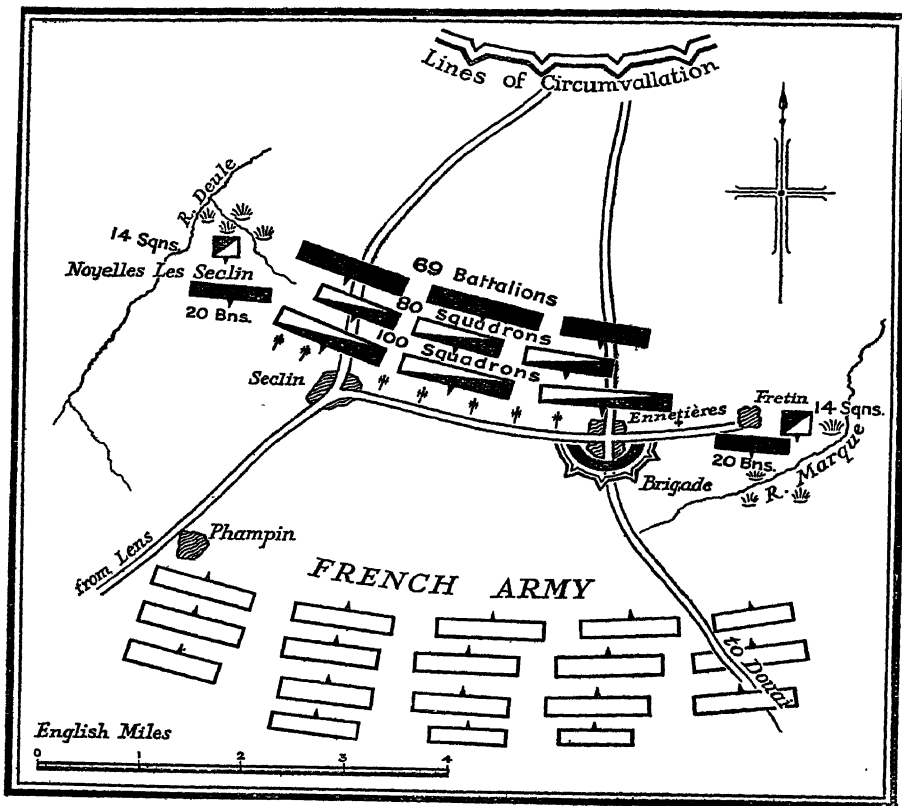 Lines of Circumvallation
R. Deule
14 Sqns.
Noyelles Les Seclin
20 Bns.
69 Battalions
80 Squadrons
100 Squadrons
Seclin
Fretin
14 Sqns.
Ennetières
20 Bns.
R. Marque
Brigade
from Lens
Phampin
FRENCH ARMY
to Douai
English Miles
0 1 2 3 4